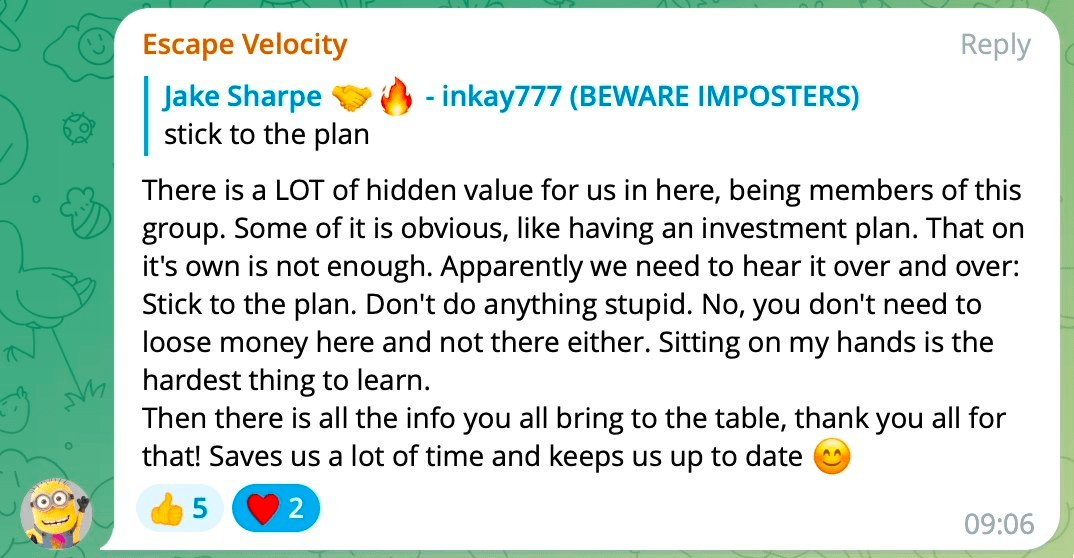 Escape Velocity
Reply
Jake Sharpe 🤝🔥 - inkay777 (BEWARE IMPOSTERS)
stick to the plan
There is a LOT of hidden value for us in here, being members of this
group. Some of it is obvious, like having an investment plan. That on
it's own is not enough. Apparently we need to hear it over and over:
Stick to the plan. Don't do anything stupid. No, you don't need to
loose money here and not there either. Sitting on my hands is the
hardest thing to learn.
Then there is all the info you all bring to the table, thank you all for
that! Saves us a lot of time and keeps us up to date 😊
👍 5 ❤️ 2
09:06